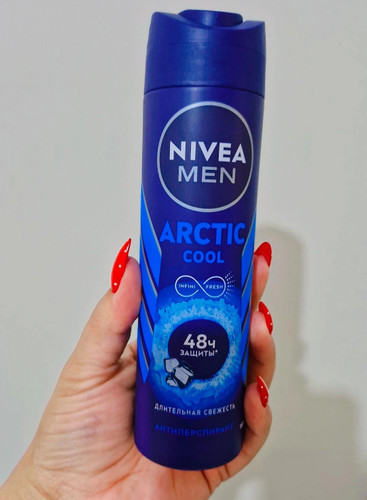 NIVEA
MEN
ARCTIC
COOL
INFINI FRESH
48ч
ЗАЩИТЫ*
ДЛИТЕЛЬНАЯ СВЕЖЕСТЬ
АНТИПЕРСПИРАНТ